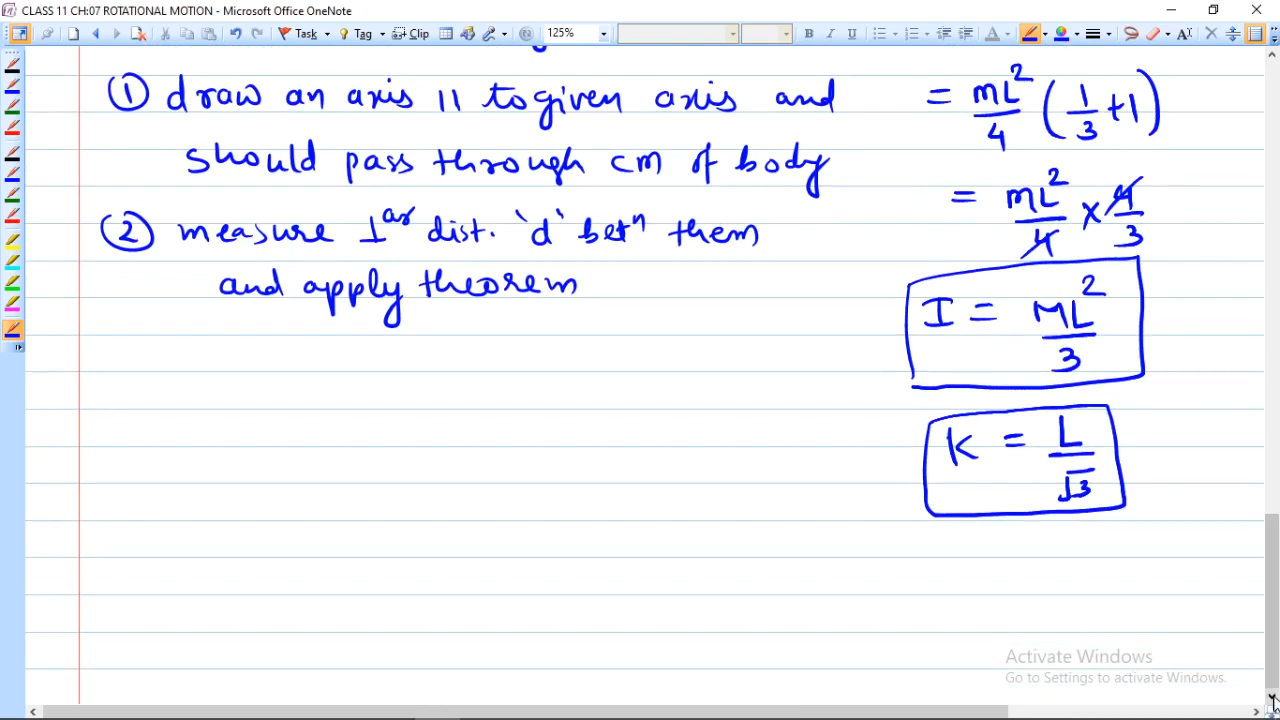 CLASS 11 CH:07 ROTATIONAL MOTION - Microsoft Office OneNote
Task Tag Clip 125% B I U
① draw an axis || to given axis and
should pass through cm of body
② measure ⊥ar dist. 'd' betn them
and apply theorem
= mL²/4 (1/3 + 1)
= mL²/4 × 4/3
I = ML²/3
K = L/√3
Activate Windows
Go to Settings to activate Windows.